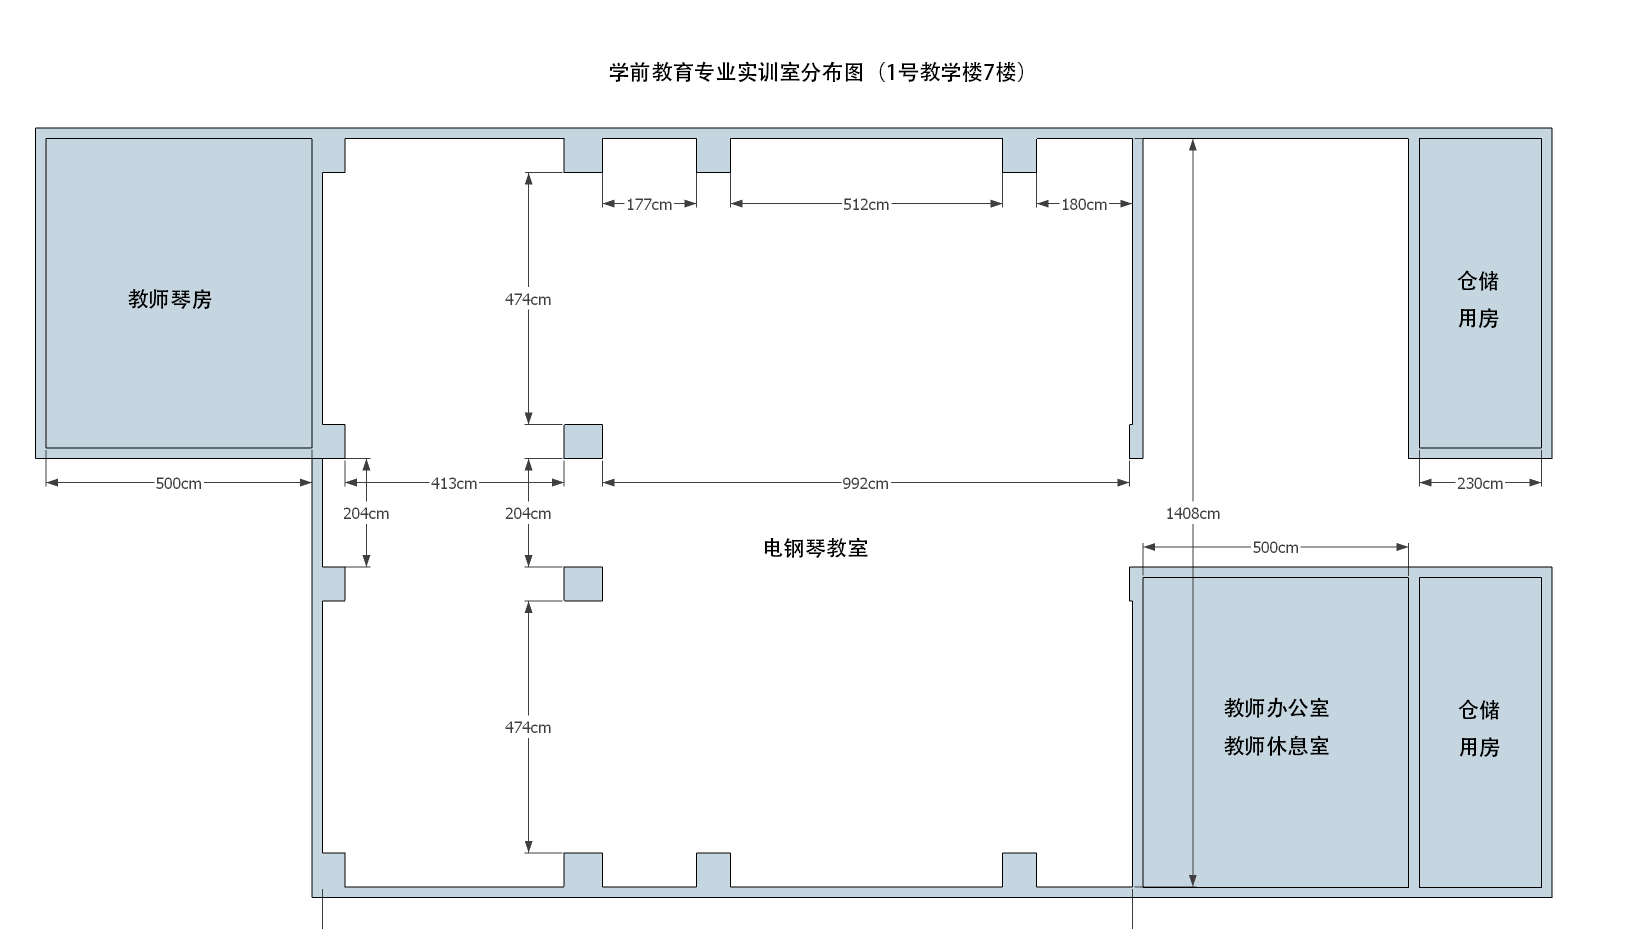 学前教育专业实训室分布图（1号教学楼7楼）
177cm
512cm
180cm
474cm
教师琴房
仓储
用房
500cm
413cm
992cm
230cm
204cm
204cm
1408cm
电钢琴教室
500cm
474cm
教师办公室
教师休息室
仓储
用房